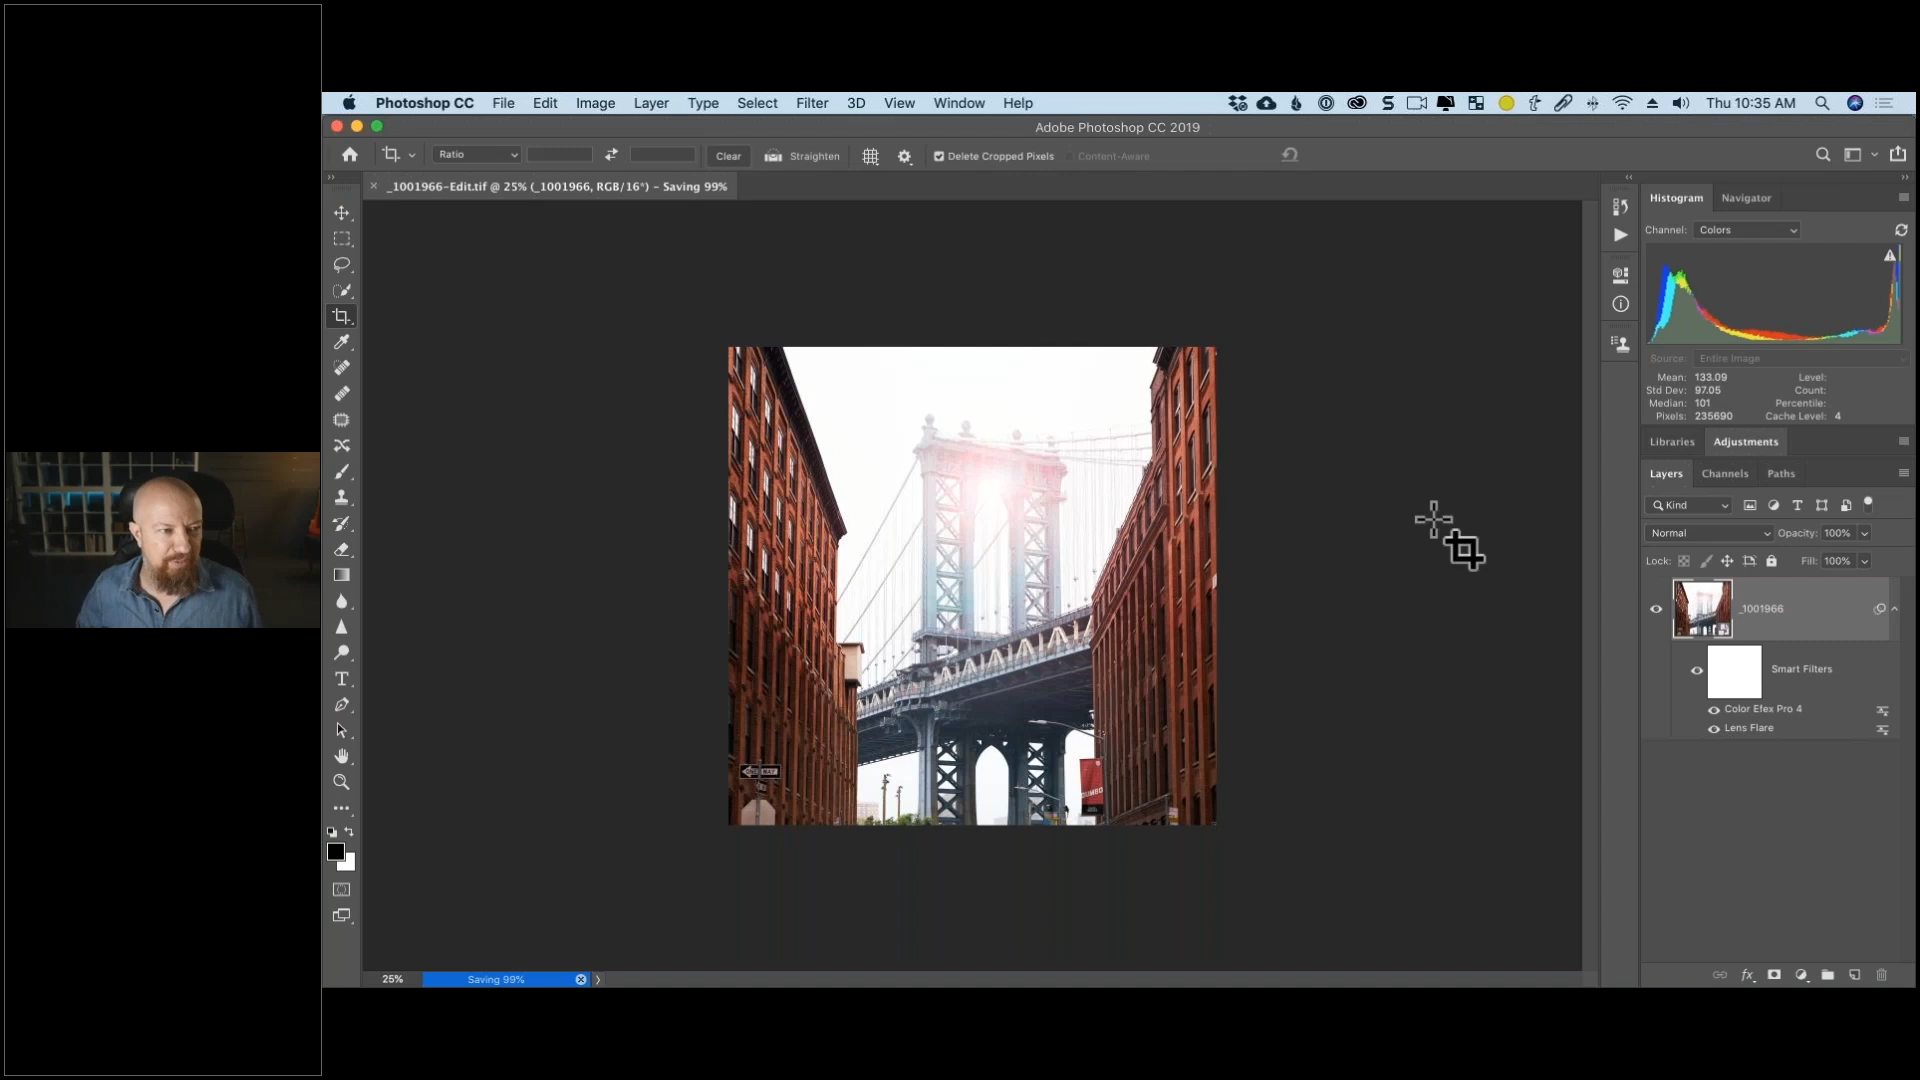 Photoshop CC File Edit Image Layer Type Select Filter 3D View Window Help Thu 10:35 AM
Adobe Photoshop CC 2019
Ratio Clear Straighten Delete Cropped Pixels Content-Aware
_1001966-Edit.tif @ 25% (_1001966, RGB/16*) – Saving 99%
Histogram Navigator
Channel: Colors
Source: Entire Image
Mean: 133.09 Level:
Std Dev: 97.05 Count:
Median: 101 Percentile:
Pixels: 235690 Cache Level: 4
Libraries Adjustments
Layers Channels Paths
Kind
Normal Opacity: 100%
Lock: Fill: 100%
_1001966
Smart Filters
Color Efex Pro 4
Lens Flare
ONE WAY
DUMBO
25% Saving 99%